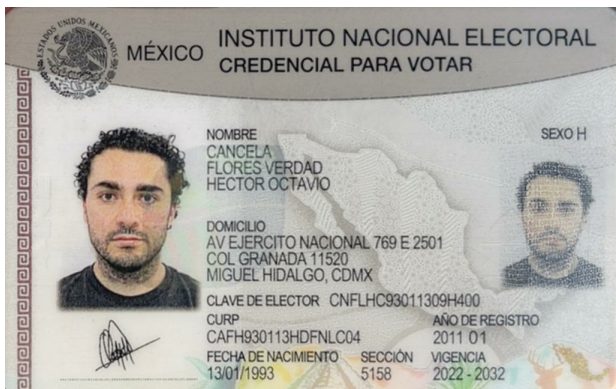 ESTADOS UNIDOS MEXICANOS
MÉXICO
INSTITUTO NACIONAL ELECTORAL
CREDENCIAL PARA VOTAR
NOMBRE
SEXO H
CANCELA
FLORES VERDAD
HECTOR OCTAVIO
DOMICILIO
AV EJERCITO NACIONAL 769 E 2501
COL GRANADA 11520
MIGUEL HIDALGO, CDMX
CLAVE DE ELECTOR CNFLHC93011309H400
CURP AÑO DE REGISTRO
CAFH930113HDFNLC04 2011 01
FECHA DE NACIMIENTO SECCIÓN VIGENCIA
13/01/1993 5158 2022 - 2032